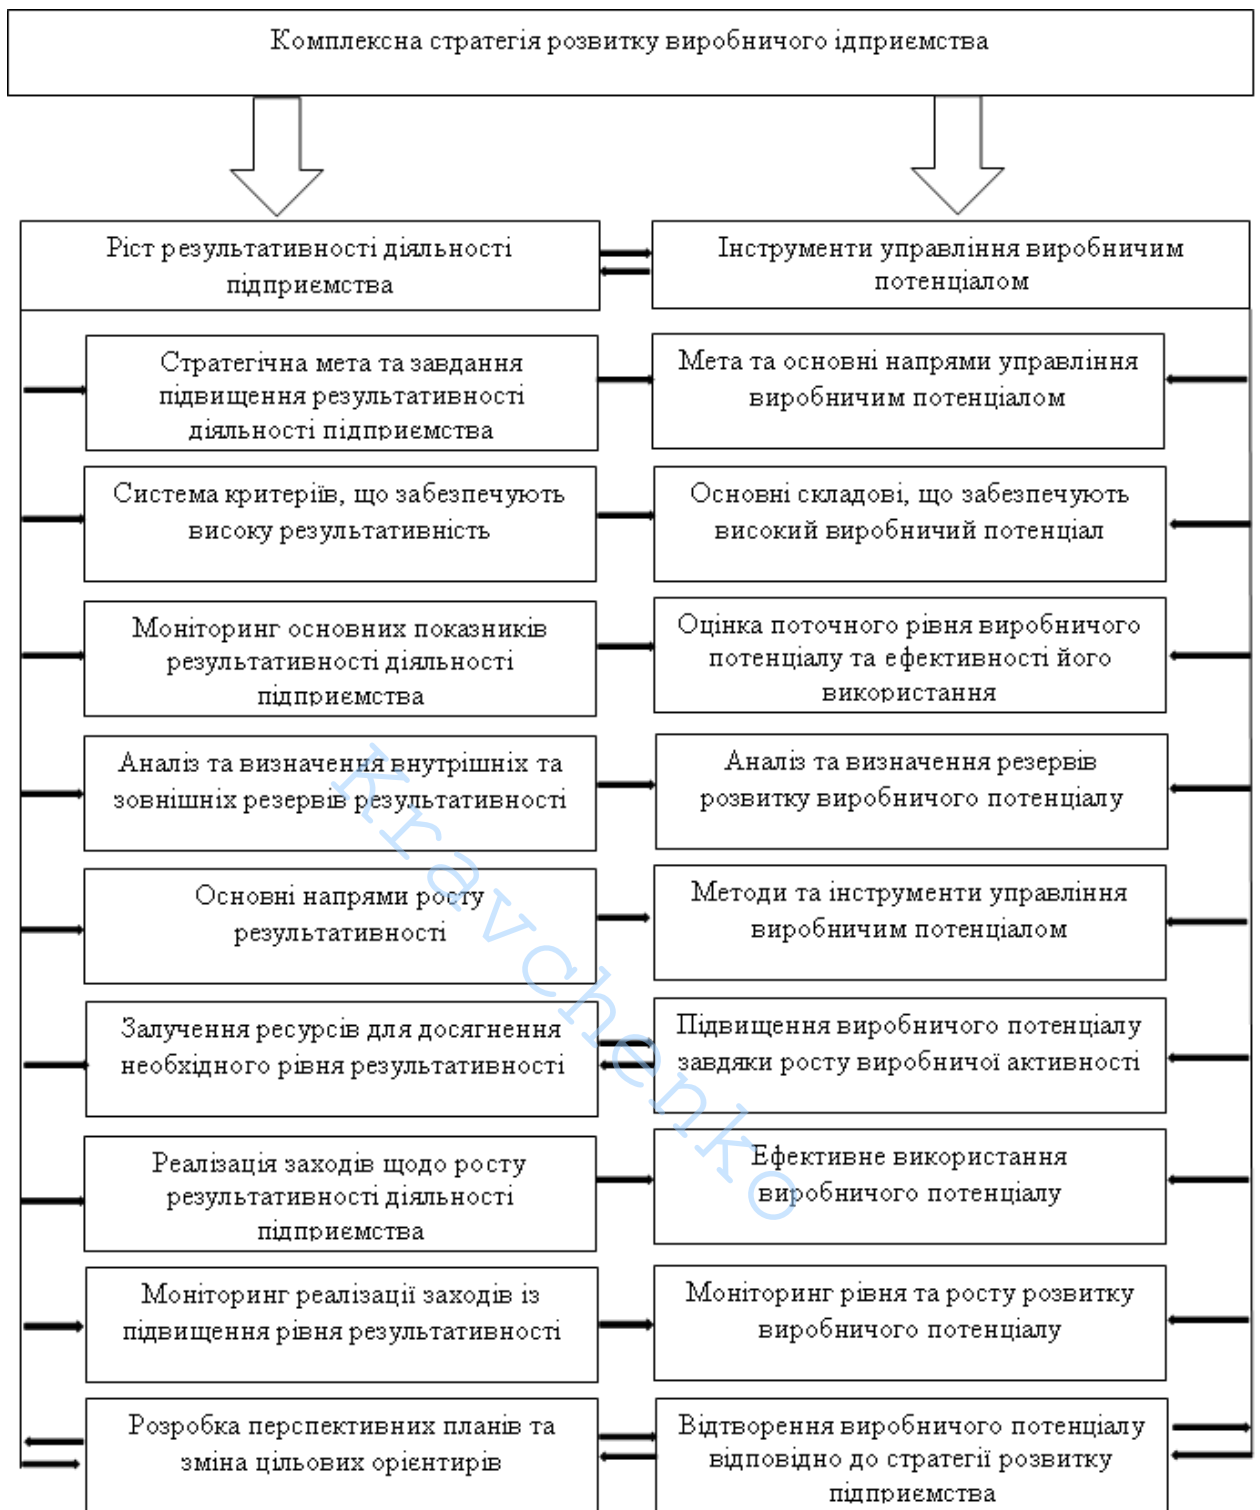 Комплексна стратегія розвитку виробничого ідприємства
Ріст результативності діяльності
підприємства
Інструменти управління виробничим
потенціалом
Стратегічна мета та завдання
підвищення результативності
діяльності підприємства
Мета та основні напрями управління
виробничим потенціалом
Система критеріїв, що забезпечують
високу результативність
Основні складові, що забезпечують
високий виробничий потенціал
Моніторинг основних показників
результативності діяльності
підприємства
Оцінка поточного рівня виробничого
потенціалу та ефективності його
використання
Аналіз та визначення внутрішніх та
зовнішніх резервів результативності
Аналіз та визначення резервів
розвитку виробничого потенціалу
Основні напрями росту
результативності
Методи та інструменти управління
виробничим потенціалом
Залучення ресурсів для досягнення
необхідного рівня результативності
Підвищення виробничого потенціалу
завдяки росту виробничої активності
Реалізація заходів щодо росту
результативності діяльності
підприємства
Ефективне використання
виробничого потенціалу
Моніторинг реалізації заходів із
підвищення рівня результативності
Моніторинг рівня та росту розвитку
виробничого потенціалу
Розробка перспективних планів та
зміна цільових орієнтирів
Відтворення виробничого потенціалу
відповідно до стратегії розвитку
підприємства
Kravchenko